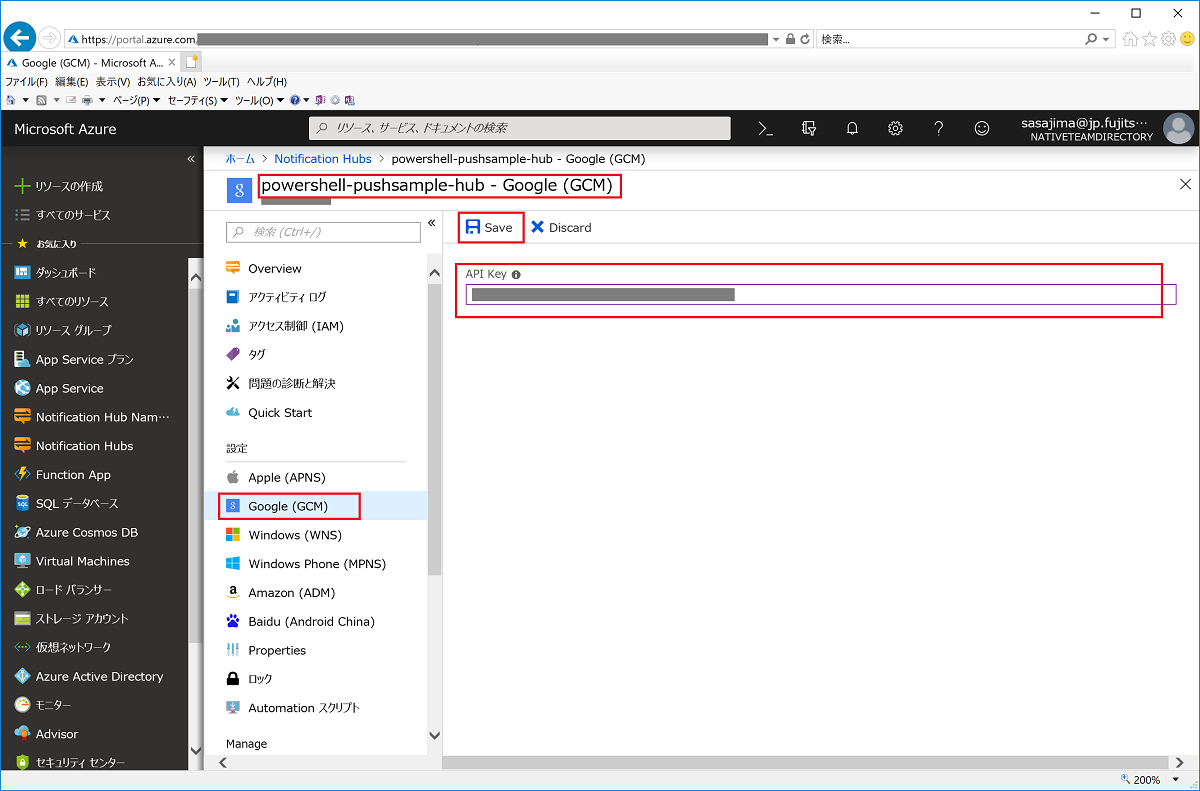 https://portal.azure.com,
検索...
Google (GCM) - Microsoft A...
ファイル(F) 編集(E) 表示(V) お気に入り(A) ツール(T) ヘルプ(H)
ページ(P) セーフティ(S) ツール(O)
Microsoft Azure
リソース、サービス、ドキュメントの検索
sasajima@jp.fujits···
NATIVETEAMDIRECTORY
ホーム > Notification Hubs > powershell-pushsample-hub - Google (GCM)
powershell-pushsample-hub - Google (GCM)
リソースの作成
すべてのサービス
お気に入り
ダッシュボード
すべてのリソース
リソース グループ
App Service プラン
App Service
Notification Hub Nam···
Notification Hubs
Function App
SQL データベース
Azure Cosmos DB
Virtual Machines
ロード バランサー
ストレージ アカウント
仮想ネットワーク
Azure Active Directory
モニター
Advisor
セキュリティ センター
検索 (Ctrl+/)
Overview
アクティビティ ログ
アクセス制御 (IAM)
タグ
問題の診断と解決
Quick Start
設定
Apple (APNS)
Google (GCM)
Windows (WNS)
Windows Phone (MPNS)
Amazon (ADM)
Baidu (Android China)
Properties
ロック
Automation スクリプト
Manage
Save Discard
API Key
200%